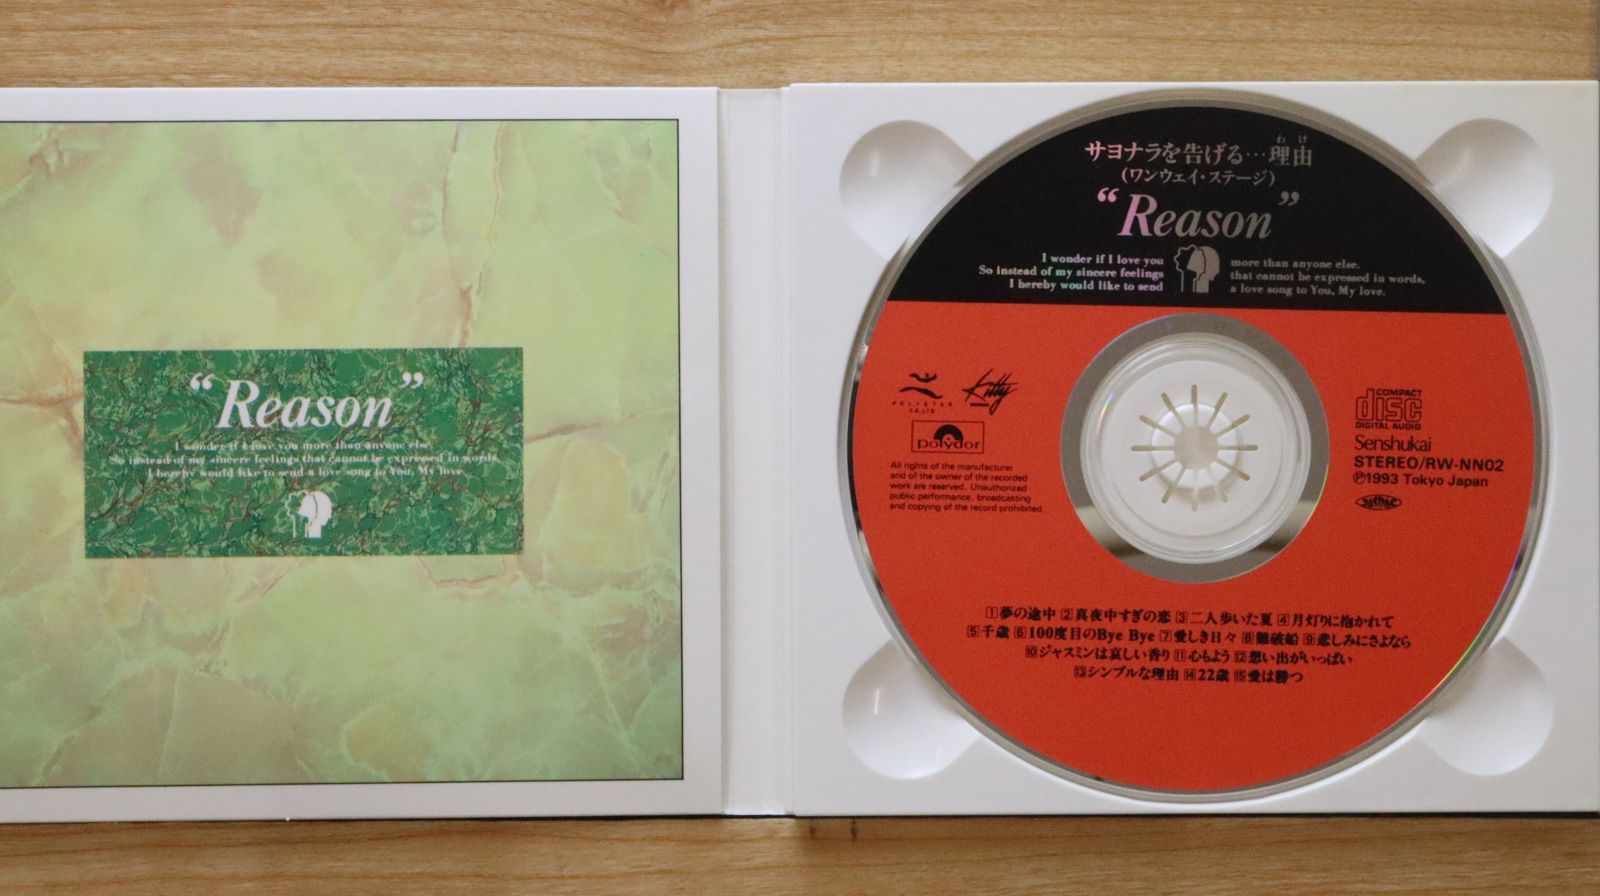 “Reason”
I wonder if I love you more than anyone else.
So instead of my sincere feelings that cannot be expressed in words,
I hereby would like to send a love song to You, My love.
サヨナラを告げる…理由
わけ
(ワンウェイ・ステージ)
“Reason”
I wonder if I love you more than anyone else.
So instead of my sincere feelings that cannot be expressed in words,
I hereby would like to send a love song to You, My love.
POLYSTAR
CO.,LTD.
Kitty
polydor
All rights of the manufacturer
and of the owner of the recorded
work are reserved. Unauthorized
public performance, broadcasting
and copying of the record prohibited.
COMPACT
disc
DIGITAL AUDIO
Senshukai
STEREO/RW-NN02
Ⓟ1993 Tokyo Japan
JASRAC
1夢の途中 2真夜中すぎの恋 3二人歩いた夏 4月灯りに抱かれて
5千歳 6100度目のBye Bye 7愛しき日々 8難破船 9悲しみにさよなら
10ジャスミンは哀しい香り 11心もよう 12想い出がいっぱい
13シンプルな理由 1422歳 15愛は勝つ